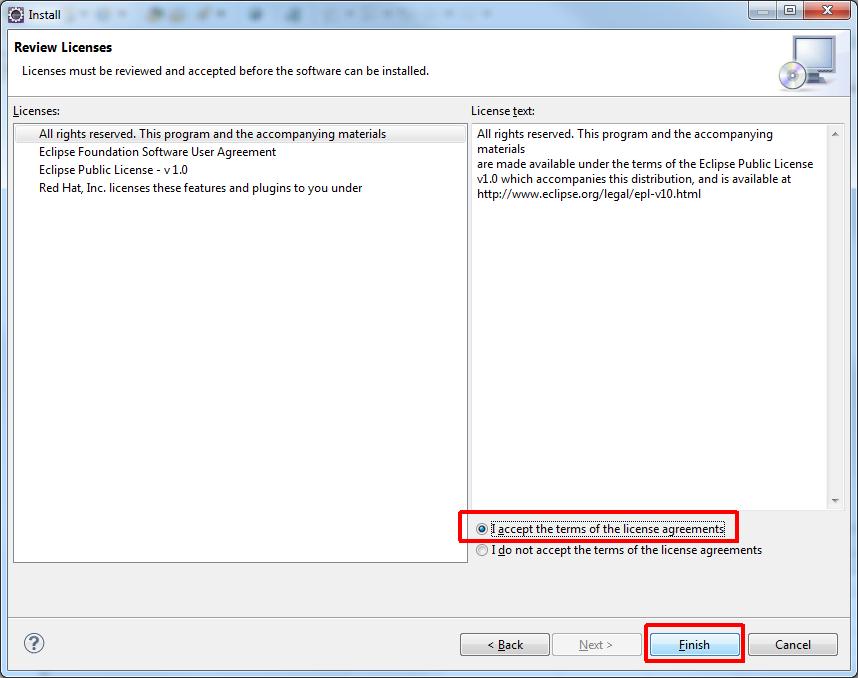 Install
Review Licenses
Licenses must be reviewed and accepted before the software can be installed.
Licenses:
All rights reserved. This program and the accompanying materials
Eclipse Foundation Software User Agreement
Eclipse Public License - v 1.0
Red Hat, Inc. licenses these features and plugins to you under
License text:
All rights reserved. This program and the accompanying
materials
are made available under the terms of the Eclipse Public License
v1.0 which accompanies this distribution, and is available at
http://www.eclipse.org/legal/epl-v10.html
I accept the terms of the license agreements
I do not accept the terms of the license agreements
?
< Back
Next >
Finish
Cancel